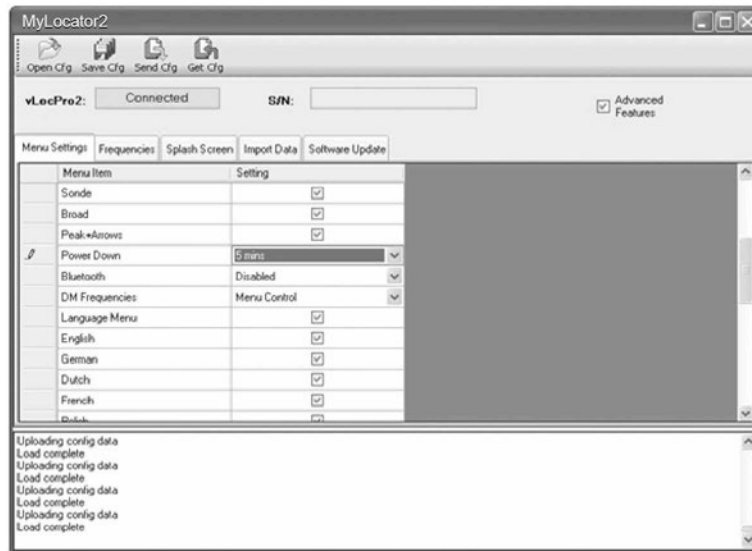 MyLocator2
Open Cfg Save Cfg Send Cfg Get Cfg
vLocPro2: Connected S/N: Advanced Features
Menu Settings Frequencies Splash Screen Import Data Software Update
Menu Item Setting
Sonde
Broad
Peak+Arrows
Power Down 5 mins
Bluetooth Disabled
DM Frequencies Menu Control
Language Menu
English
German
Dutch
French
Polish
Uploading config data
Load complete
Uploading config data
Load complete
Uploading config data
Load complete
Uploading config data
Load complete